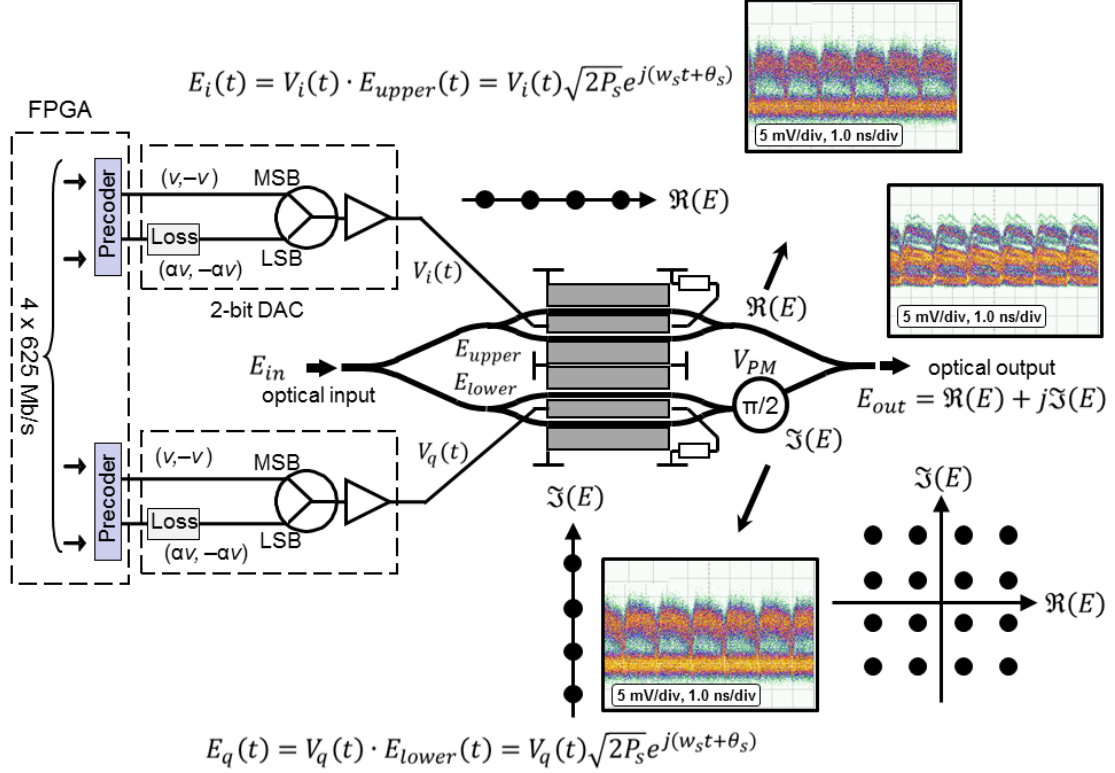 E_i(t) = V_i(t) · E_upper(t) = V_i(t)√2P_s e^{j(w_s t+θ_s)}
5 mV/div, 1.0 ns/div
FPGA
4 x 625 Mb/s
Precoder
(v,–v)
MSB
Loss
LSB
(αv, –αv)
2-bit DAC
V_i(t)
ℜ(E)
ℜ(E)
5 mV/div, 1.0 ns/div
E_in
optical input
E_upper
E_lower
V_PM
π/2
ℑ(E)
optical output
E_out = ℜ(E) + jℑ(E)
Precoder
(v,–v)
MSB
Loss
LSB
(αv, –αv)
V_q(t)
ℑ(E)
5 mV/div, 1.0 ns/div
ℑ(E)
ℜ(E)
E_q(t) = V_q(t) · E_lower(t) = V_q(t)√2P_s e^{j(w_s t+θ_s)}